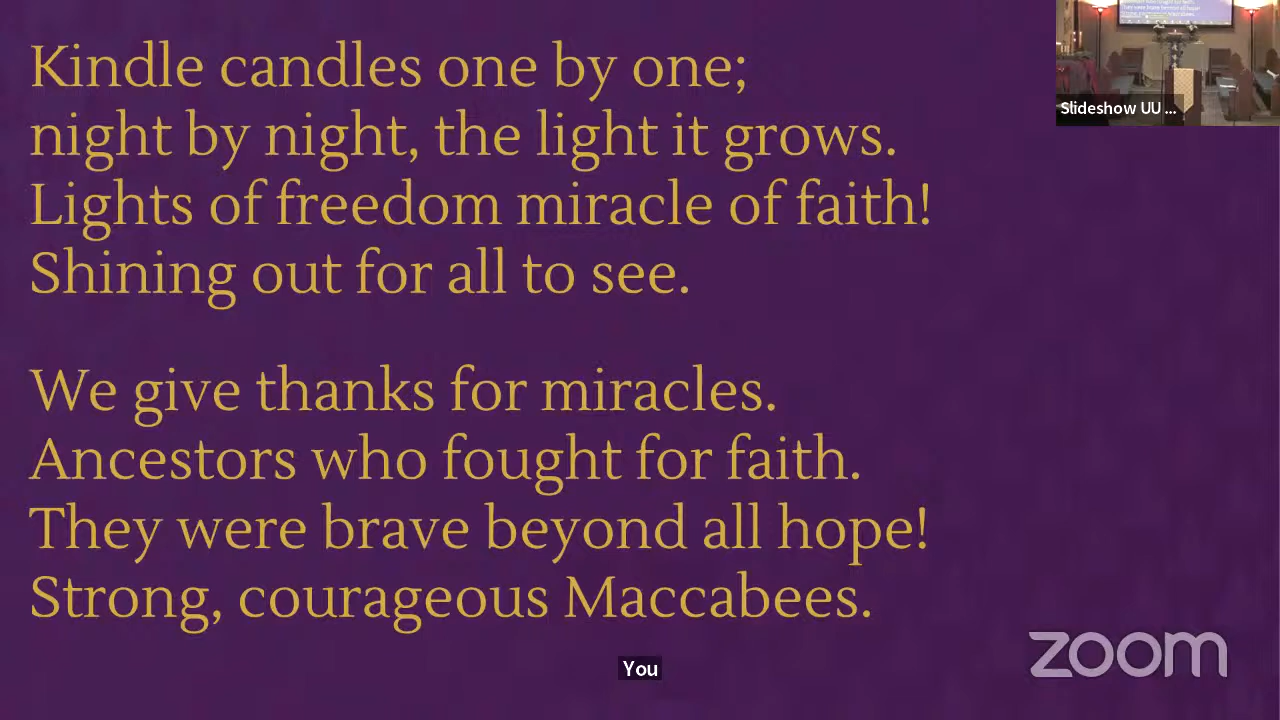 Kindle candles one by one;
night by night, the light it grows.
Lights of freedom miracle of faith!
Shining out for all to see.
We give thanks for miracles.
Ancestors who fought for faith.
They were brave beyond all hope!
Strong, courageous Maccabees.
Slideshow UU ...
You
zoom